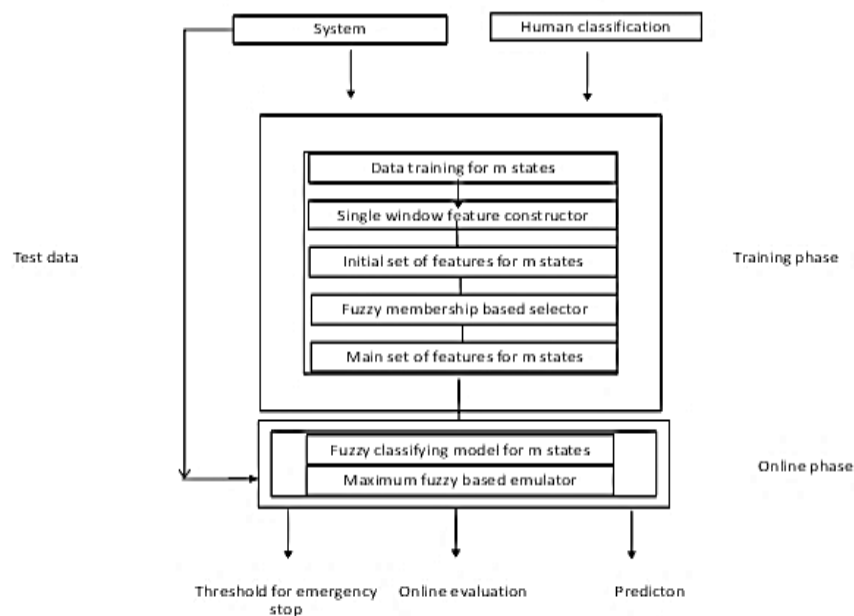 System
Human classification
Data training for m states
Single window feature constructor
Test data
Initial set of features for m states
Training phase
Fuzzy membership based selector
Main set of features for m states
Fuzzy classifying model for m states
Online phase
Maximum fuzzy based emulator
Threshold for emergency
stop
Online evaluation
Predicton